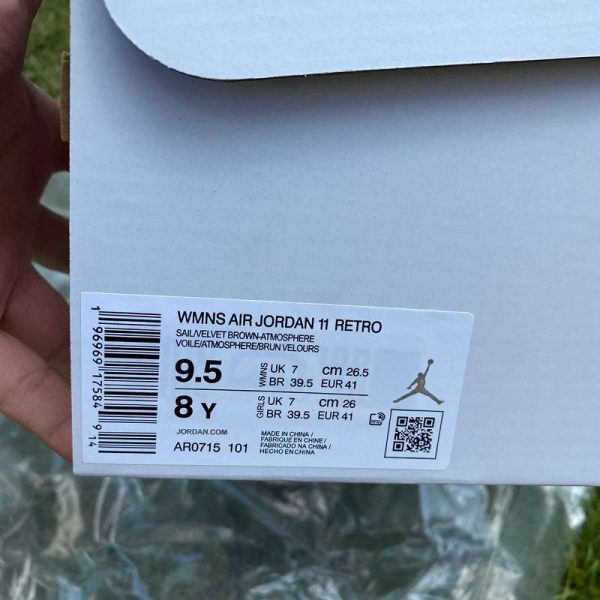 WMNS AIR JORDAN 11 RETRO
SAIL/VELVET BROWN-ATMOSPHERE
VOILE/ATMOSPHERE/BRUN VELOURS
9.5 WMNS UK 7 cm 26.5
BR 39.5 EUR 41
8 Y GIRLS UK 7 cm 26
BR 39.5 EUR 41
JORDAN.COM
AR0715 101
MADE IN CHINA /
FABRIQUÉ EN CHINE /
FABRICADO NA CHINA /
HECHO EN CHINA
1 96969 17584 9 14